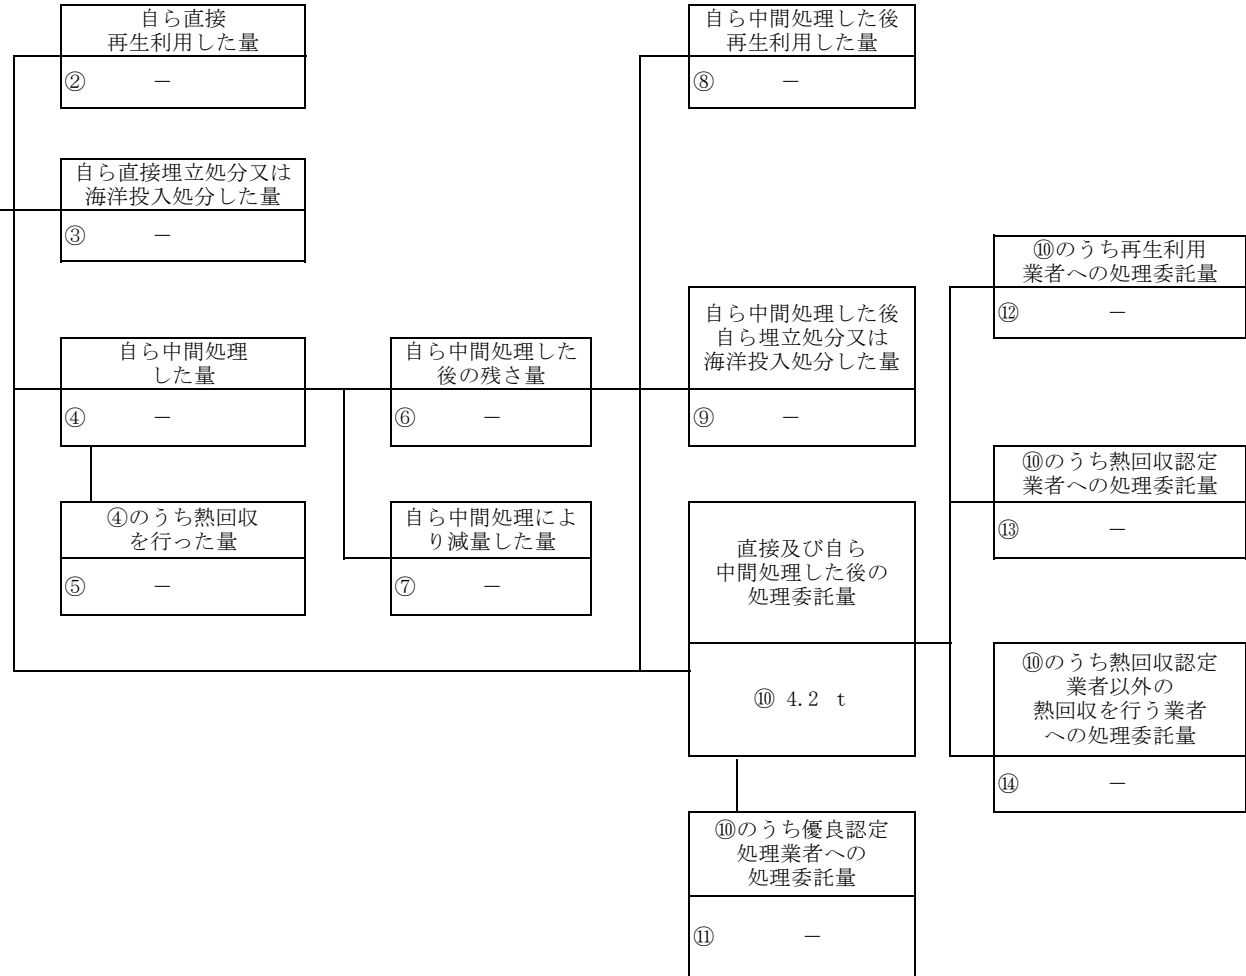 自ら直接
再生利用した量
② －
自ら直接埋立処分又は
海洋投入処分した量
③ －
自ら中間処理
した量
④ －
④のうち熱回収
を行った量
⑤ －
自ら中間処理した
後の残さ量
⑥ －
自ら中間処理によ
り減量した量
⑦ －
自ら中間処理した後
再生利用した量
⑧ －
自ら中間処理した後
自ら埋立処分又は
海洋投入処分した量
⑨ －
直接及び自ら
中間処理した後の
処理委託量
⑩ 4.2 t
⑩のうち優良認定
処理業者への
処理委託量
⑪ －
⑩のうち再生利用
業者への処理委託量
⑫ －
⑩のうち熱回収認定
業者への処理委託量
⑬ －
⑩のうち熱回収認定
業者以外の
熱回収を行う業者
への処理委託量
⑭ －